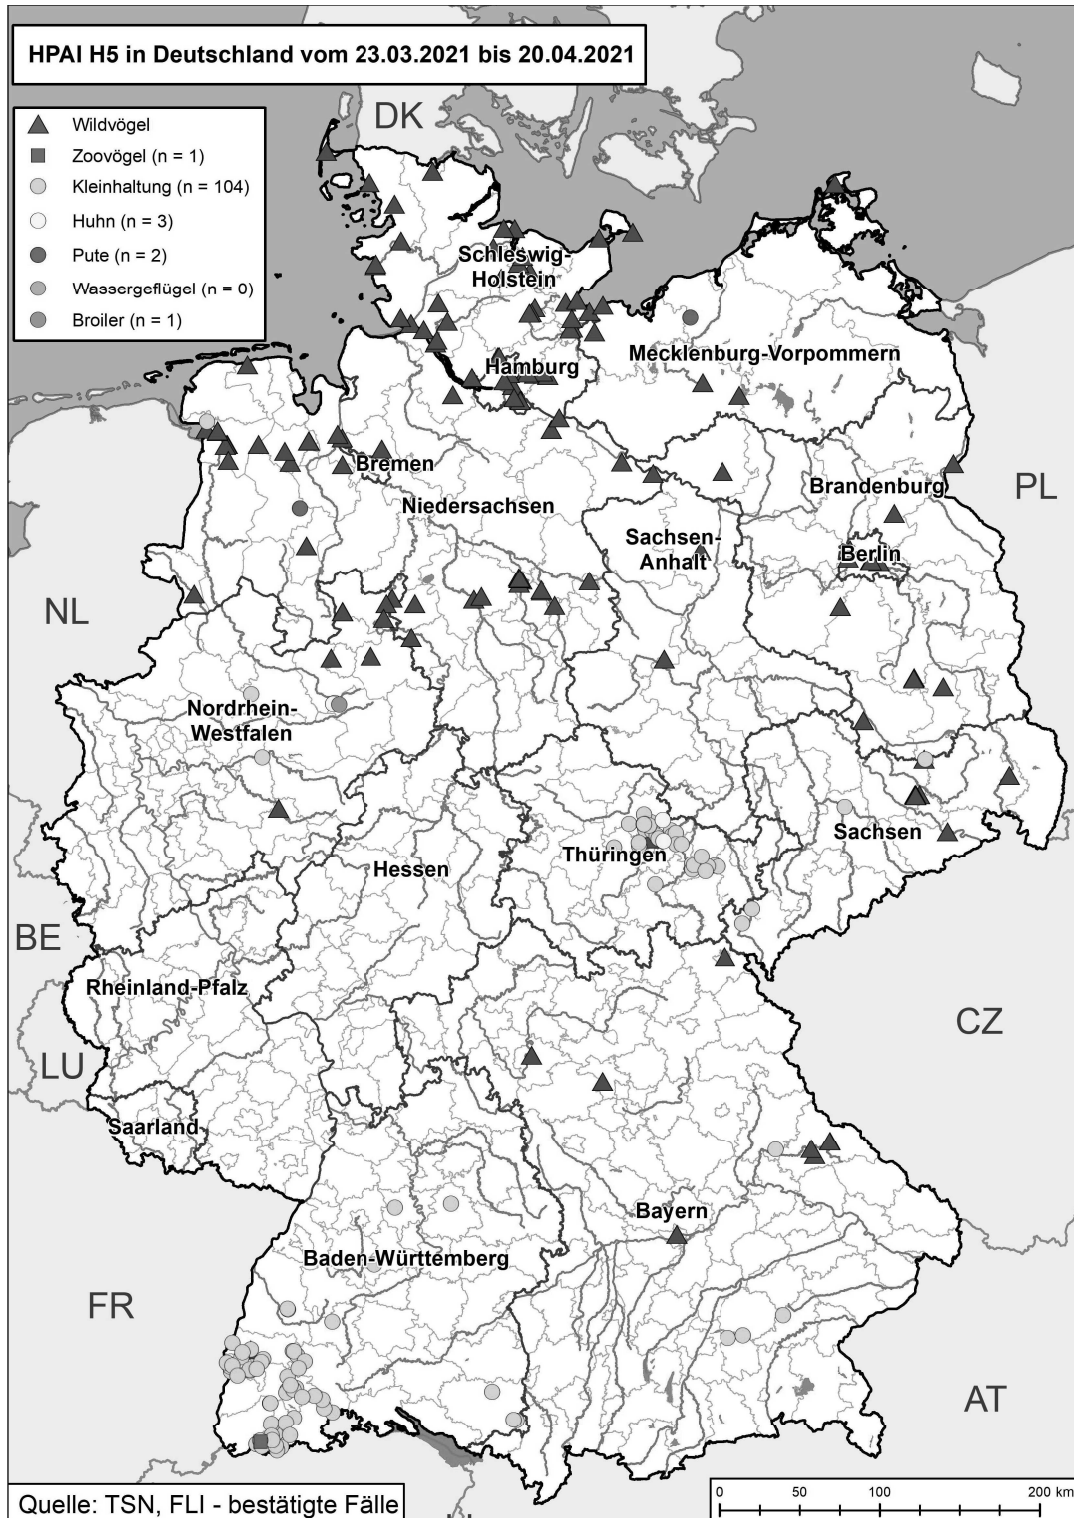 HPAI H5 in Deutschland vom 23.03.2021 bis 20.04.2021
Wildvögel
Zoovögel (n = 1)
Kleinhaltung (n = 104)
Huhn (n = 3)
Pute (n = 2)
Wassergeflügel (n = 0)
Broiler (n = 1)
DK
Schleswig-
Holstein
Hamburg
Mecklenburg-Vorpommern
Bremen
Niedersachsen
Brandenburg
PL
Sachsen-
Anhalt
Berlin
NL
Nordrhein-
Westfalen
Sachsen
Thüringen
Hessen
BE
Rheinland-Pfalz
CZ
LU
Saarland
Bayern
Baden-Württemberg
FR
AT
Quelle: TSN, FLI - bestätigte Fälle
0 50 100 200 km